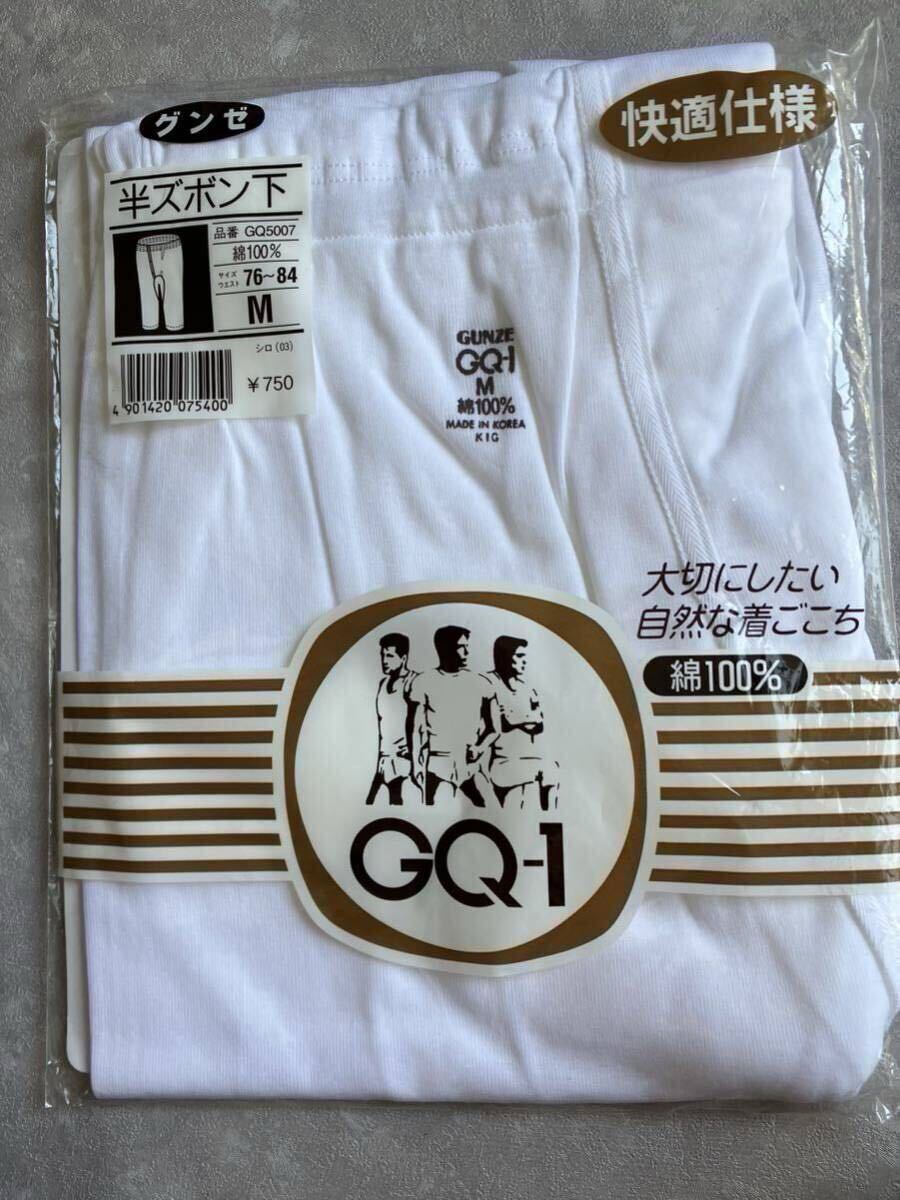 グンゼ
快適仕様
半ズボン下
品番 GQ5007
綿100%
サイズ
ウエスト 76~84
M
シロ(03)
¥750
4 901420 075400
GUNZE
GQ-1
M
綿100%
MADE IN KOREA
KIG
大切にしたい
自然な着ごこち
綿100%
GQ-1